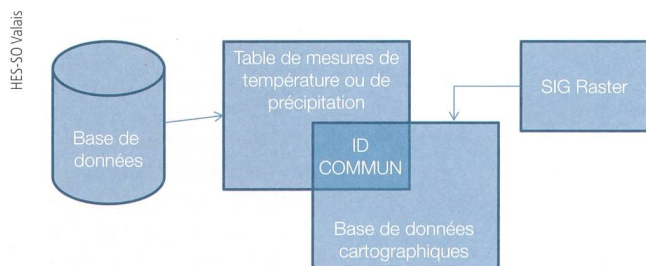 HES-SO Valais
Base de
données
Table de mesures de
température ou de
précipitation
ID
COMMUN
Base de données
cartographiques
SIG Raster